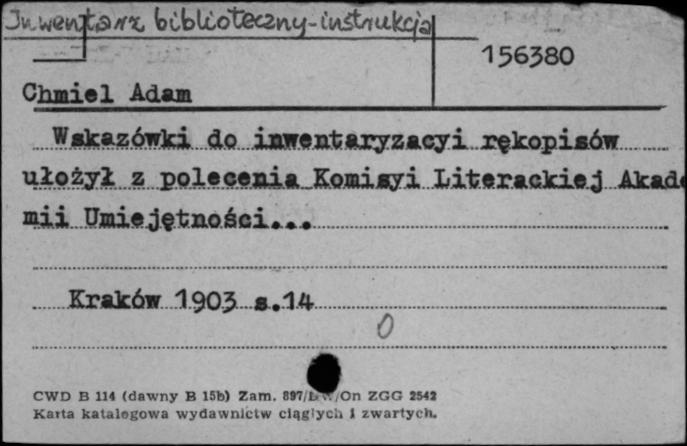 Inwentarz biblioteczny-instrukcja
156380
Chmiel Adam
Wskazówki do inwentaryzacyi rękopisów
ułożył z polecenia Komisyi Literackiej Akade
mii Umiejętności...
Kraków 1903 s.14
0
CWD B 114 (dawny B 15b) Zam. 897/ /On ZGG 2542
Karta katalogowa wydawnictw ciągłych i zwartych.